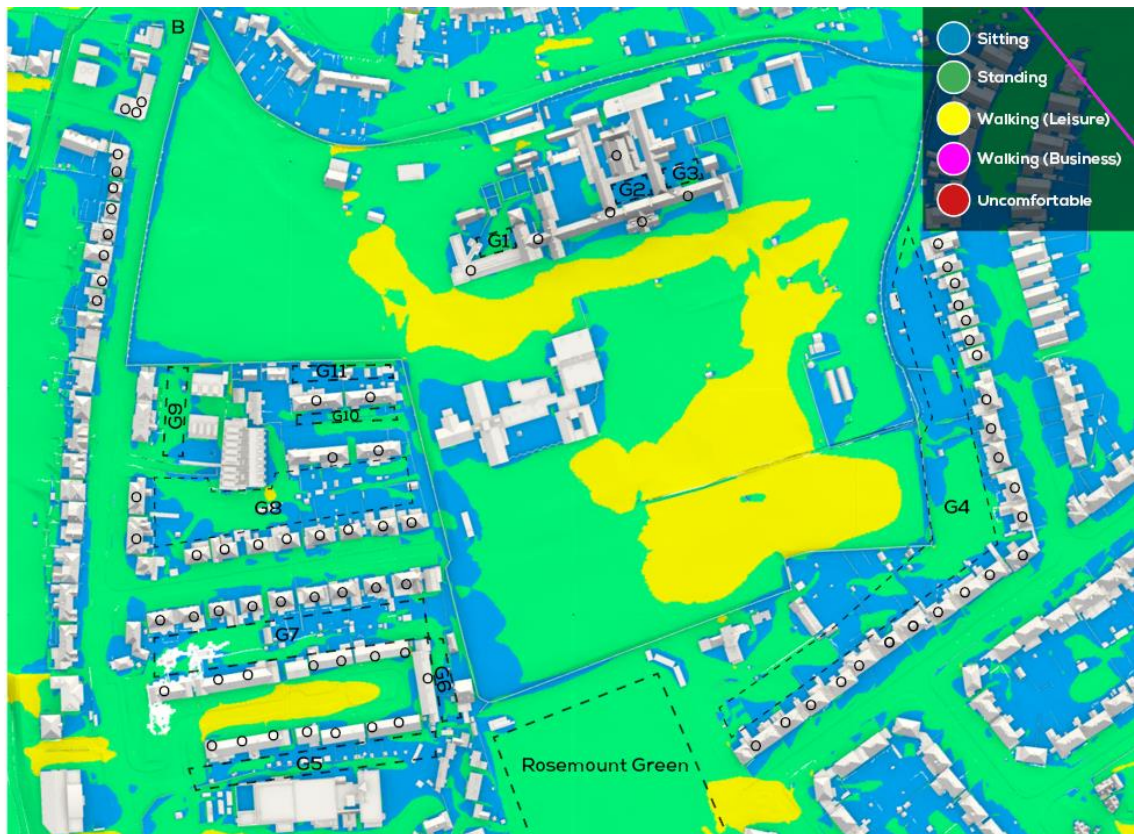 B
Sitting
Standing
Walking (Leisure)
Walking (Business)
Uncomfortable
G3
G2
G1
G11
G9
G10
G8
G4
G7
G6
G5
Rosemount Green